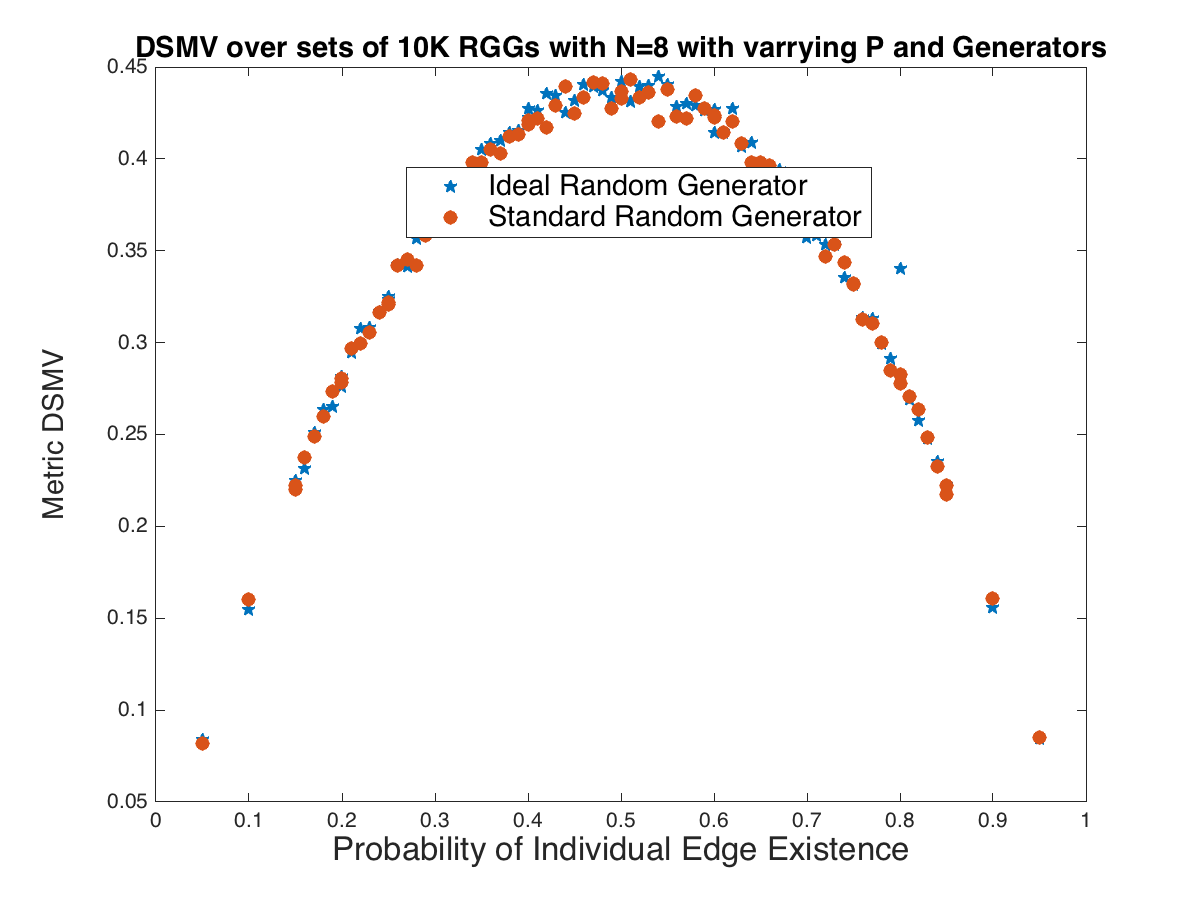 DSMV over sets of 10K RGGs with N=8 with varrying P and Generators
0.45
0.4
0.35
0.3
0.25
0.2
0.15
0.1
0.05
Metric DSMV
Ideal Random Generator
Standard Random Generator
0 0.1 0.2 0.3 0.4 0.5 0.6 0.7 0.8 0.9 1
Probability of Individual Edge Existence